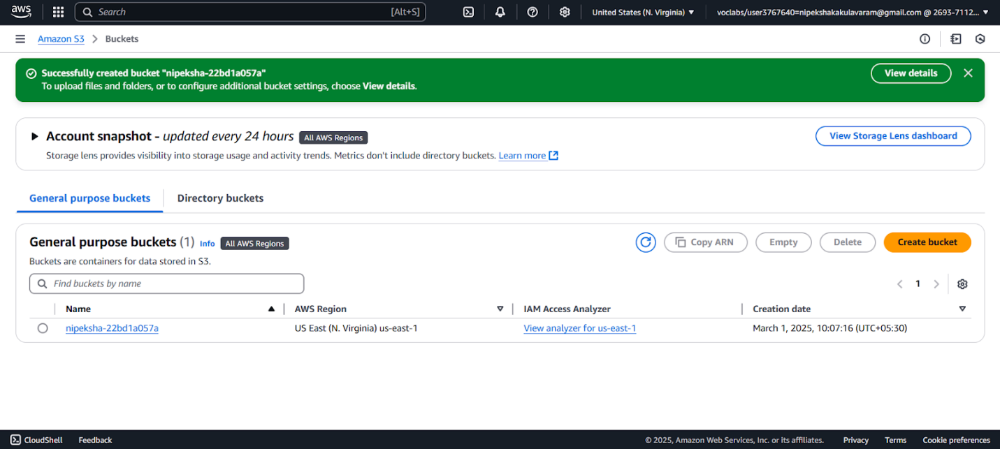 aws
Search [Alt+S] United States (N. Virginia) ▼ voclabs/user3767640=nipekshakakulavaram@gmail.com @ 2693-7112... ▼
Amazon S3 > Buckets
Successfully created bucket "nipeksha-22bd1a057a"
To upload files and folders, or to configure additional bucket settings, choose View details.
View details
Account snapshot - updated every 24 hours All AWS Regions
View Storage Lens dashboard
Storage lens provides visibility into storage usage and activity trends. Metrics don't include directory buckets. Learn more
General purpose buckets Directory buckets
General purpose buckets (1) Info All AWS Regions
Copy ARN Empty Delete Create bucket
Buckets are containers for data stored in S3.
Find buckets by name
< 1 >
Name AWS Region IAM Access Analyzer Creation date
nipeksha-22bd1a057a US East (N. Virginia) us-east-1 View analyzer for us-east-1 March 1, 2025, 10:07:16 (UTC+05:30)
CloudShell Feedback © 2025, Amazon Web Services, Inc. or its affiliates. Privacy Terms Cookie preferences